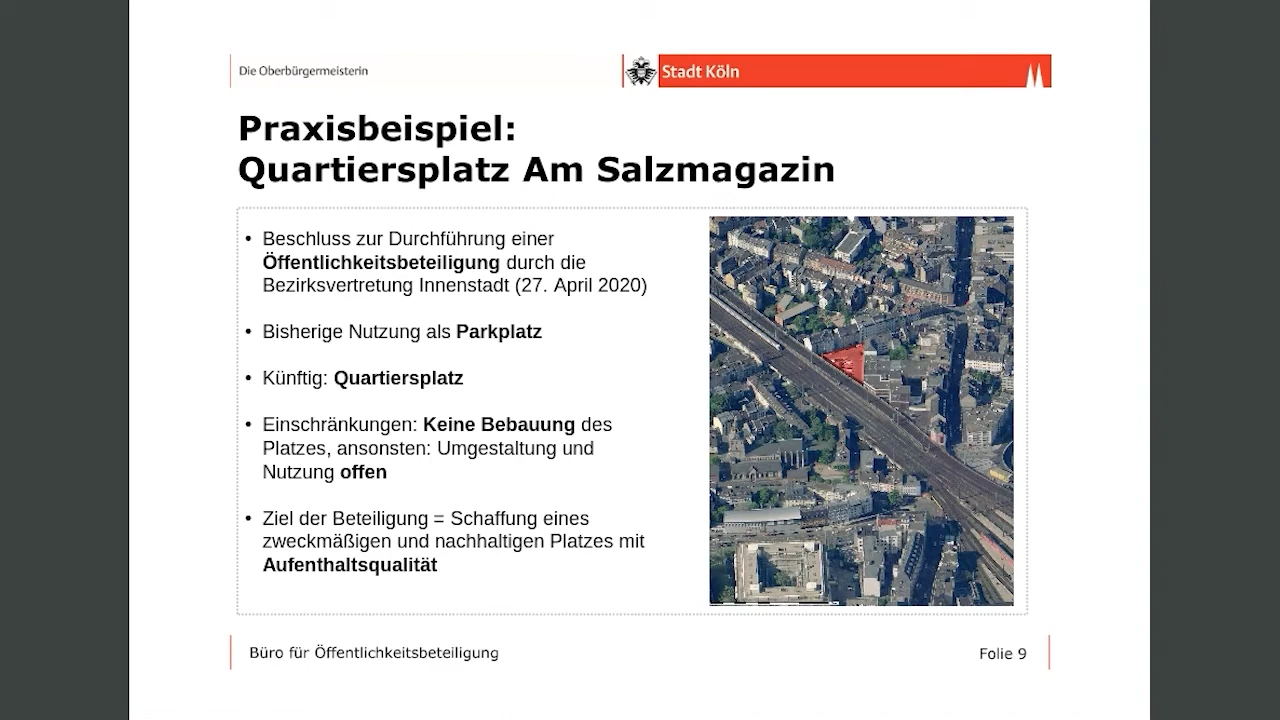 Die Oberbürgermeisterin
Stadt Köln
Praxisbeispiel:
Quartiersplatz Am Salzmagazin
• Beschluss zur Durchführung einer
Öffentlichkeitsbeteiligung durch die
Bezirksvertretung Innenstadt (27. April 2020)
• Bisherige Nutzung als Parkplatz
• Künftig: Quartiersplatz
• Einschränkungen: Keine Bebauung des
Platzes, ansonsten: Umgestaltung und
Nutzung offen
• Ziel der Beteiligung = Schaffung eines
zweckmäßigen und nachhaltigen Platzes mit
Aufenthaltsqualität
Büro für Öffentlichkeitsbeteiligung
Folie 9